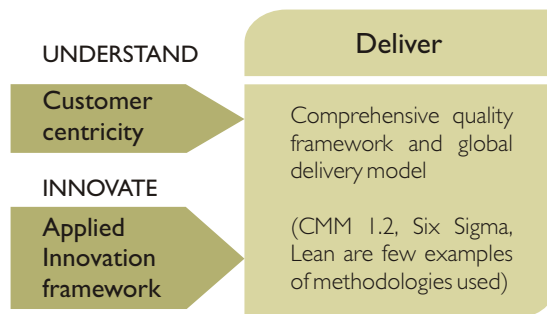 UNDERSTAND
Customer
centricity
INNOVATE
Applied
Innovation
framework
Deliver
Comprehensive quality
framework and global
delivery model
(CMM 1.2, Six Sigma,
Lean are few examples
of methodologies used)